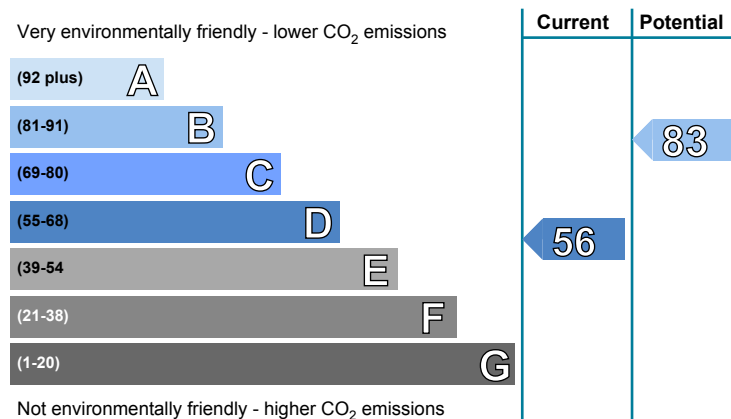 Very environmentally friendly - lower CO₂ emissions
Current Potential
(92 plus) A
(81-91) B
83
(69-80) C
(55-68) D
56
(39-54 E
(21-38) F
(1-20) G
Not environmentally friendly - higher CO₂ emissions